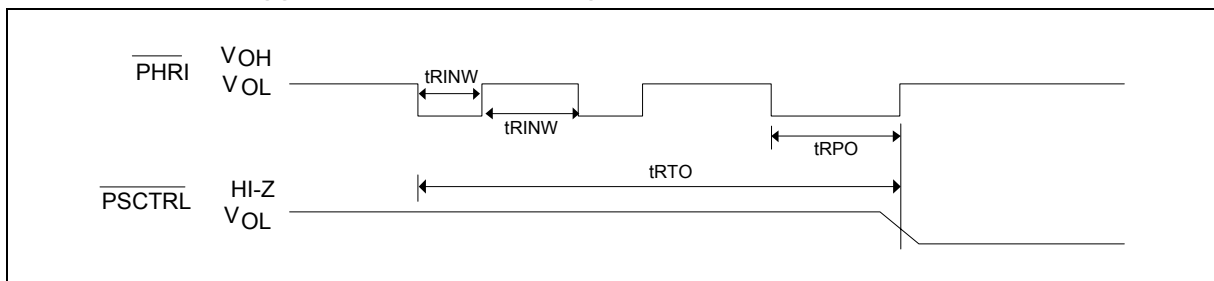 PHRI
VOH
VOL
tRINW
tRINW
tRPO
tRTO
PSCTRL
HI-Z
VOL